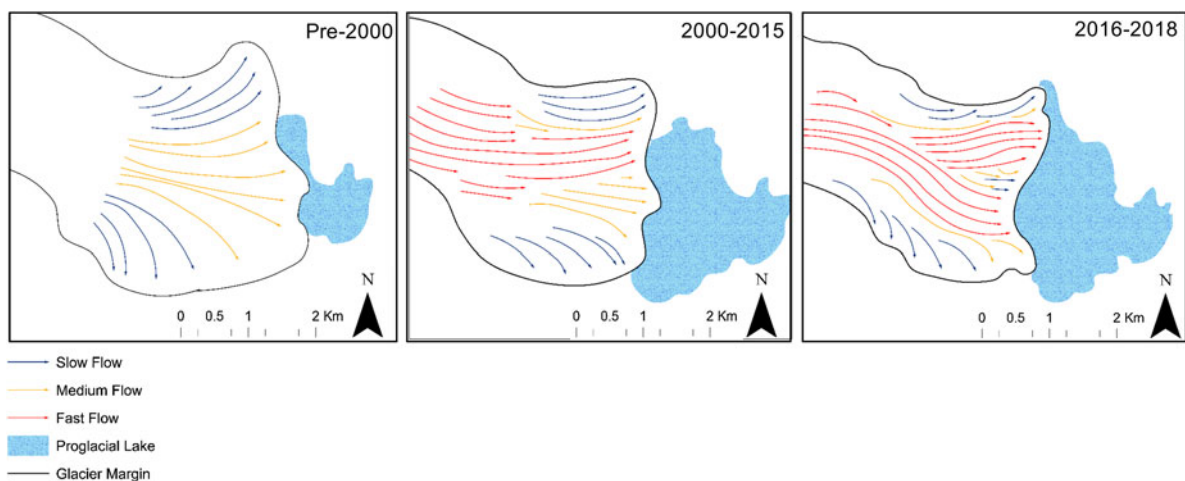 Pre-2000
N
0 0.5 1 2 Km
2000-2015
N
0 0.5 1 2 Km
2016-2018
N
0 0.5 1 2 Km
Slow Flow
Medium Flow
Fast Flow
Proglacial Lake
Glacier Margin